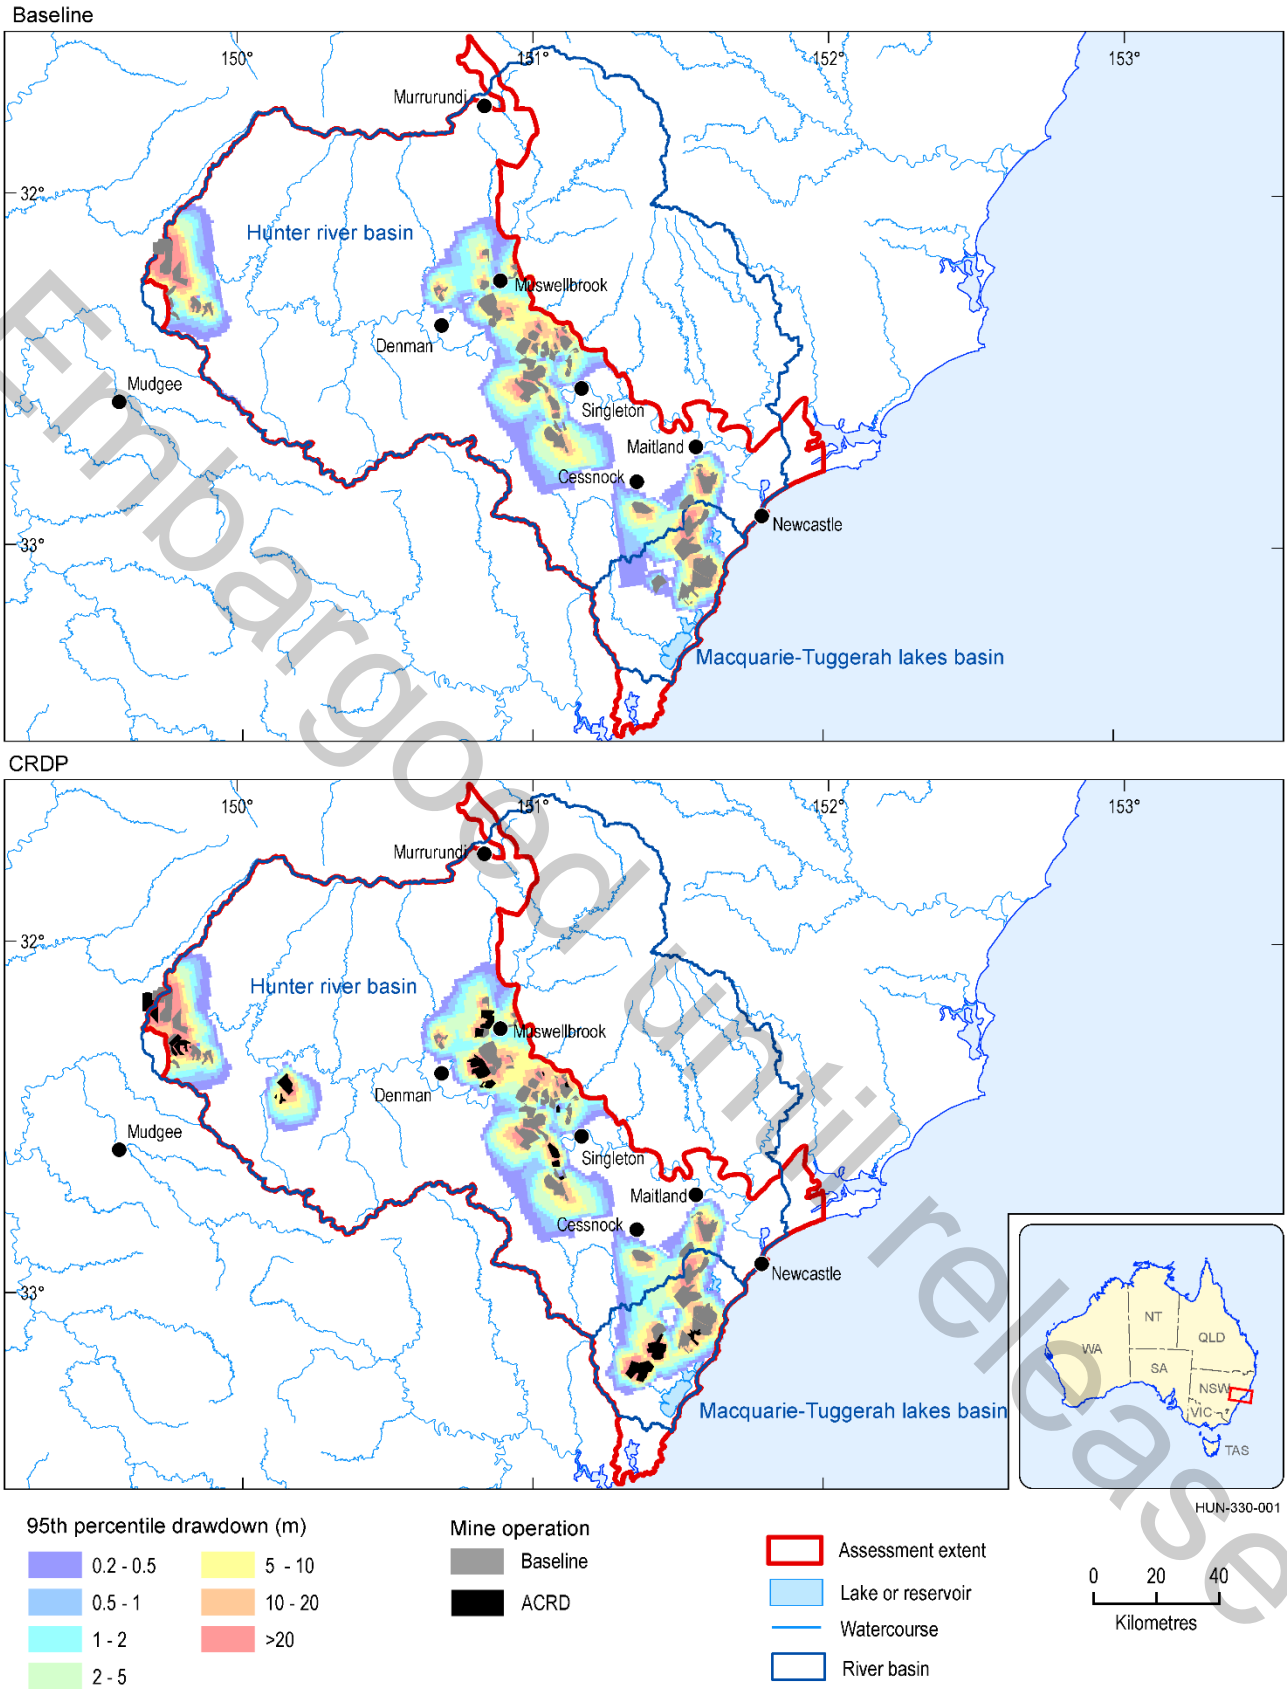 Baseline
150°
151°
152°
153°
Murrurundi
32°
Hunter river basin
Muswellbrook
Denman
Mudgee
Singleton
Maitland
Cessnock
Newcastle
33°
Macquarie-Tuggerah lakes basin
CRDP
150°
151°
152°
153°
Murrurundi
32°
Hunter river basin
Muswellbrook
Denman
Mudgee
Singleton
Maitland
Cessnock
Newcastle
33°
Macquarie-Tuggerah lakes basin
Embargoed until release
NT
QLD
WA
SA
NSW
VIC
TAS
HUN-330-001
95th percentile drawdown (m)
0.2 - 0.5
0.5 - 1
1 - 2
2 - 5
5 - 10
10 - 20
>20
Mine operation
Baseline
ACRD
Assessment extent
Lake or reservoir
Watercourse
River basin
0 20 40
Kilometres